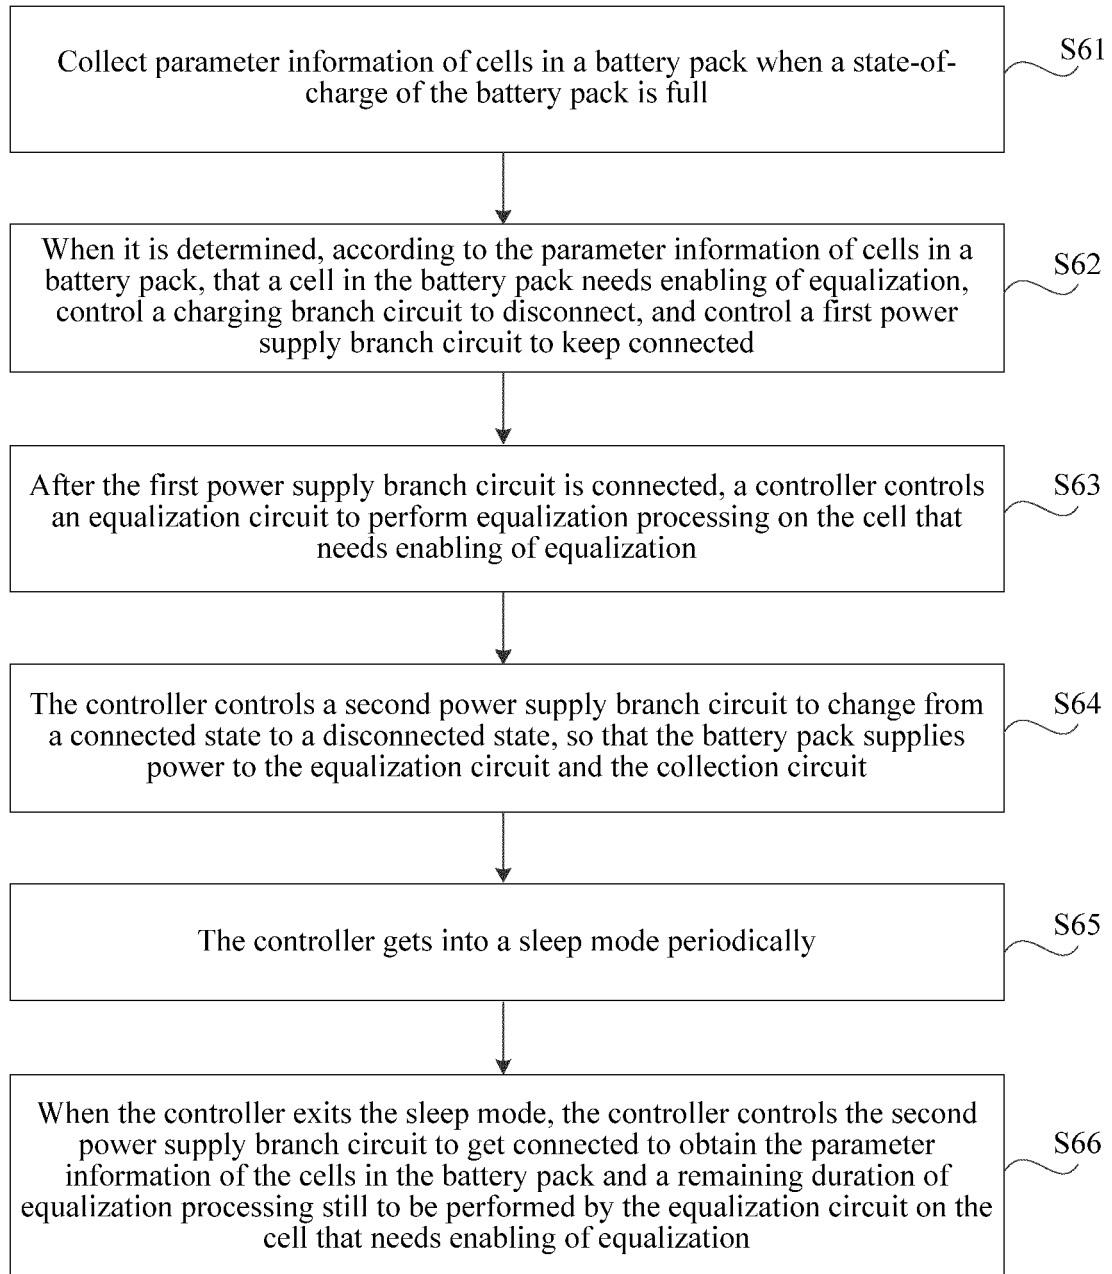 Collect parameter information of cells in a battery pack when a state-of-
charge of the battery pack is full
S61
When it is determined, according to the parameter information of cells in a
battery pack, that a cell in the battery pack needs enabling of equalization,
control a charging branch circuit to disconnect, and control a first power
supply branch circuit to keep connected
S62
After the first power supply branch circuit is connected, a controller controls
an equalization circuit to perform equalization processing on the cell that
needs enabling of equalization
S63
The controller controls a second power supply branch circuit to change from
a connected state to a disconnected state, so that the battery pack supplies
power to the equalization circuit and the collection circuit
S64
The controller gets into a sleep mode periodically
S65
When the controller exits the sleep mode, the controller controls the second
power supply branch circuit to get connected to obtain the parameter
information of the cells in the battery pack and a remaining duration of
equalization processing still to be performed by the equalization circuit on the
cell that needs enabling of equalization
S66